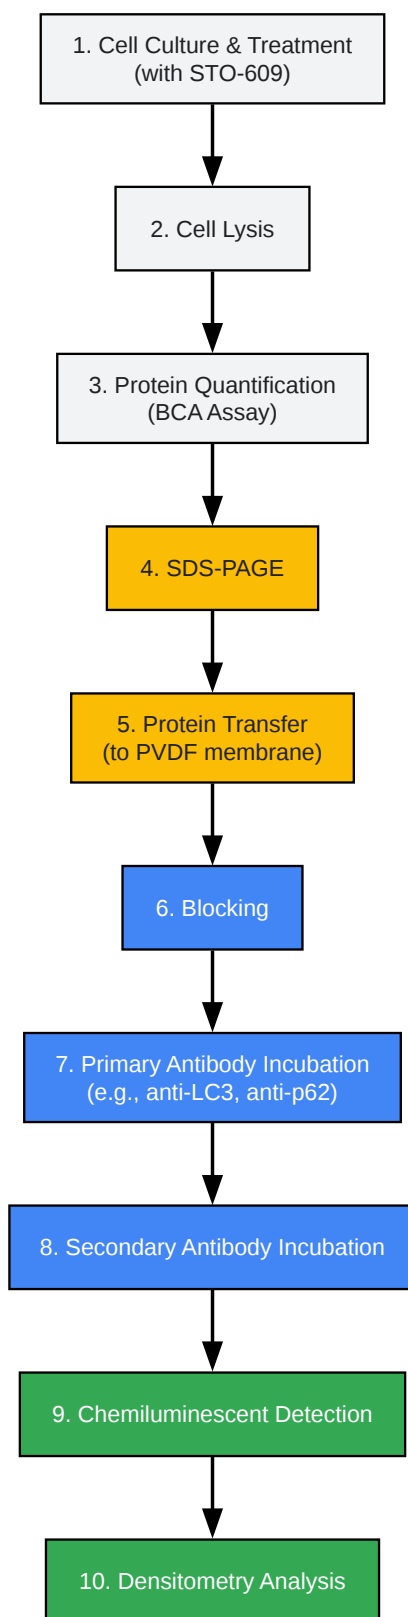 1. Cell Culture & Treatment
(with STO-609)
2. Cell Lysis
3. Protein Quantification
(BCA Assay)
4. SDS-PAGE
5. Protein Transfer
(to PVDF membrane)
6. Blocking
7. Primary Antibody Incubation
(e.g., anti-LC3, anti-p62)
8. Secondary Antibody Incubation
9. Chemiluminescent Detection
10. Densitometry Analysis